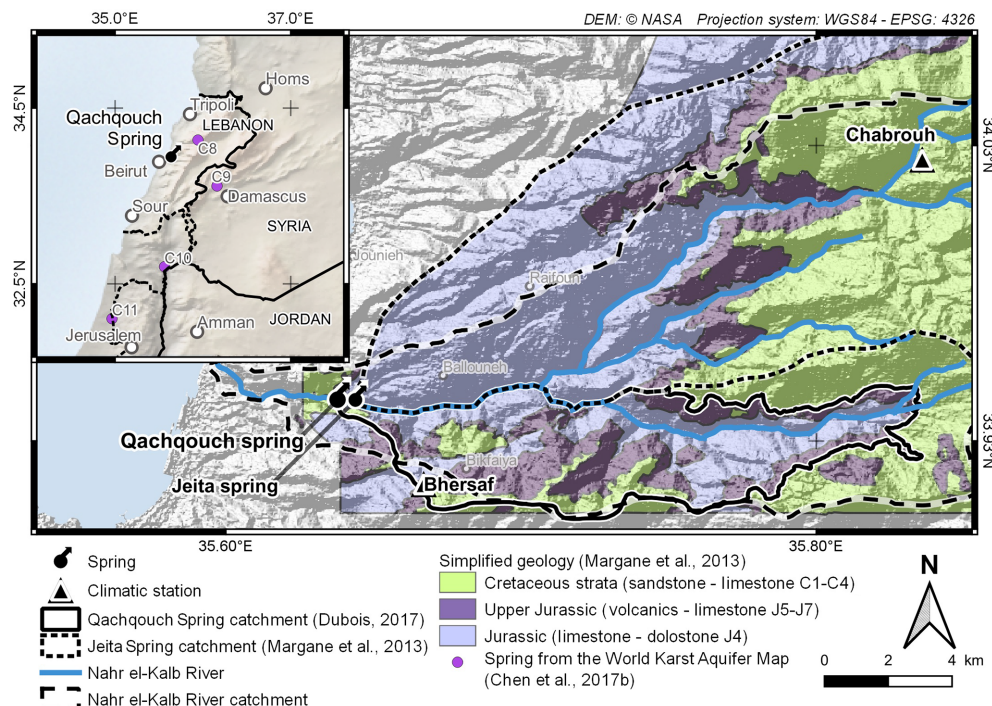 35.0°E
37.0°E
DEM: © NASA Projection system: WGS84 - EPSG: 4326
34.5°N
32.5°N
Homs
Tripoli
Qachqouch
Spring
LEBANON
C8
Beirut
C9
Damascus
Sour
SYRIA
C10
C11
Amman
JORDAN
Jerusalem
Jounieh
Raifoun
Ballouneh
Chabrouh
34.03°N
Qachqouch spring
Jeita spring
Bikfaiya
Bhersaf
33.93°N
35.60°E
35.80°E
Spring
Climatic station
Qachqouch Spring catchment (Dubois, 2017)
Jeita Spring catchment (Margane et al., 2013)
Nahr el-Kalb River
Nahr el-Kalb River catchment
Simplified geology (Margane et al., 2013)
Cretaceous strata (sandstone - limestone C1-C4)
Upper Jurassic (volcanics - limestone J5-J7)
Jurassic (limestone - dolostone J4)
Spring from the World Karst Aquifer Map
(Chen et al., 2017b)
N
0 2 4 km